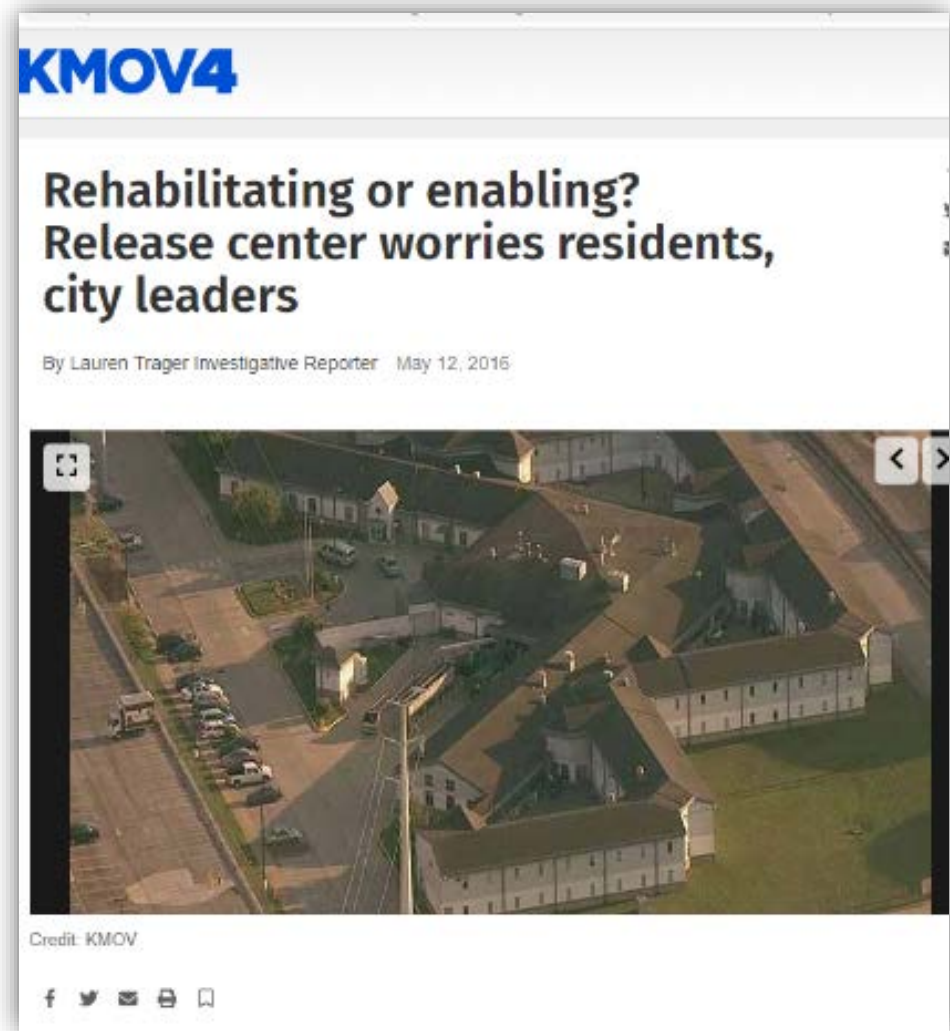 KMOV4
Rehabilitating or enabling?
Release center worries residents,
city leaders
By Lauren Trager Investigative Reporter May 12, 2016
Credit: KMOV